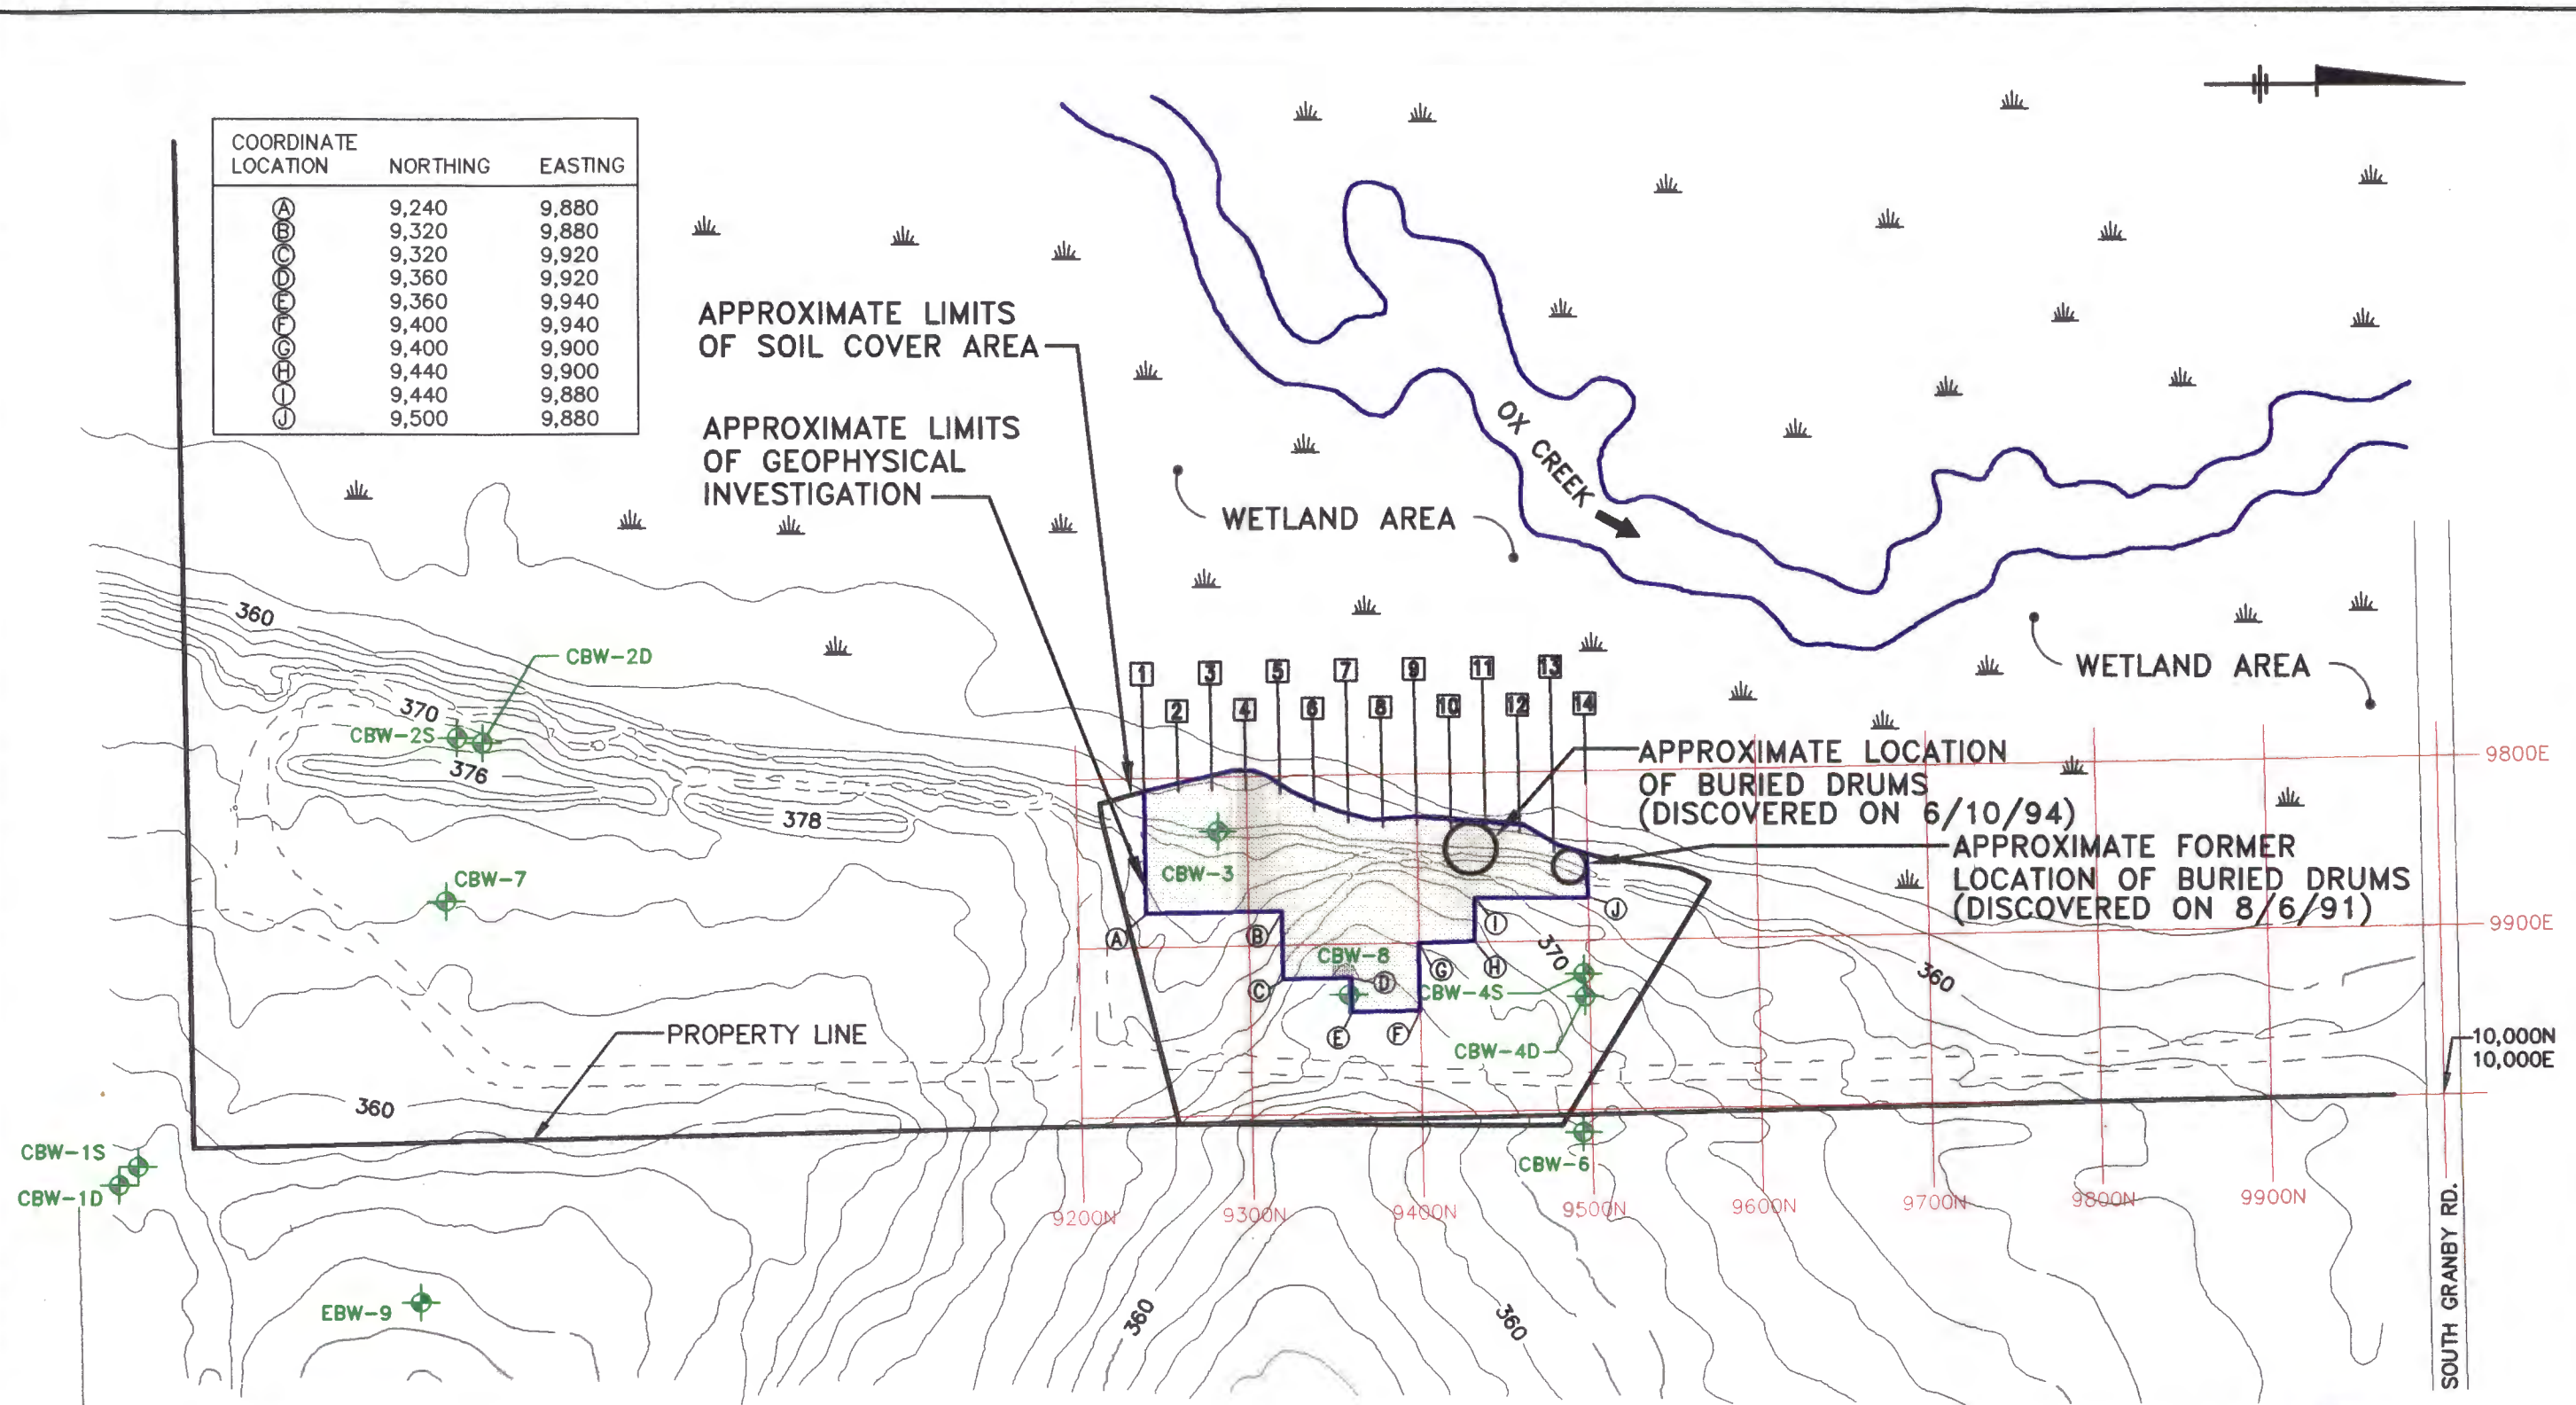 COORDINATE
LOCATION NORTHING EASTING
A 9,240 9,880
B 9,320 9,880
C 9,320 9,920
D 9,360 9,920
E 9,360 9,940
F 9,400 9,940
G 9,400 9,900
H 9,440 9,900
I 9,440 9,880
J 9,500 9,880
APPROXIMATE LIMITS
OF SOIL COVER AREA
APPROXIMATE LIMITS
OF GEOPHYSICAL
INVESTIGATION
OX CREEK
WETLAND AREA
WETLAND AREA
360
CBW-2D
370
CBW-2S
376
378
1
2
3
4
5
6
7
8
9
10
11
12
13
14
APPROXIMATE LOCATION
OF BURIED DRUMS
(DISCOVERED ON 6/10/94)
APPROXIMATE FORMER
LOCATION OF BURIED DRUMS
(DISCOVERED ON 8/6/91)
9800E
9900E
CBW-3
CBW-7
A
B
C
D
E
F
G
H
I
J
CBW-8
370
CBW-4S
CBW-4D
360
PROPERTY LINE
10,000N
10,000E
360
CBW-1S
CBW-1D
CBW-6
9200N
9300N
9400N
9500N
9600N
9700N
9800N
9900N
EBW-9
360
360
SOUTH GRANBY RD.